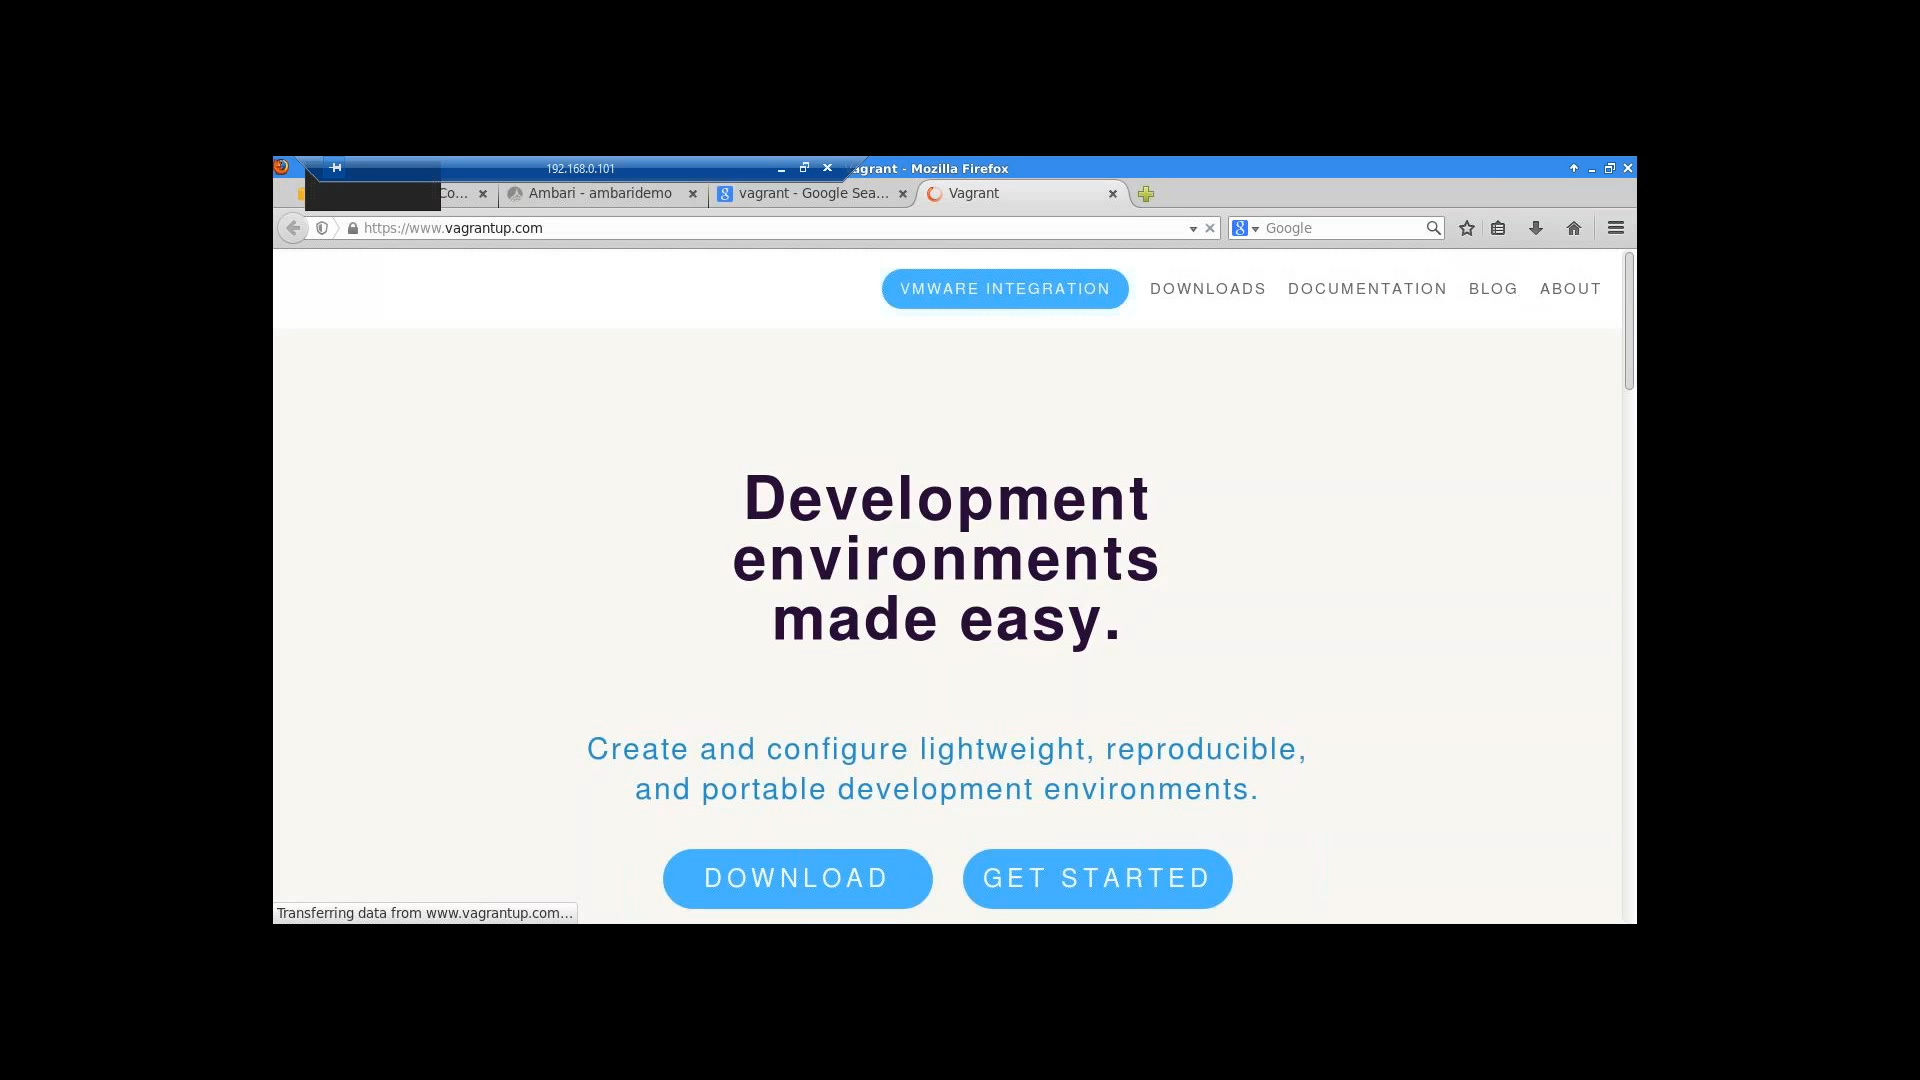 192.168.0.101
agrant - Mozilla Firefox
Co...
Ambari - ambaridemo
vagrant - Google Sea...
Vagrant
https://www.vagrantup.com
Google
VMWARE INTEGRATION
DOWNLOADS
DOCUMENTATION
BLOG
ABOUT
Development
environments
made easy.
Create and configure lightweight, reproducible,
and portable development environments.
DOWNLOAD
GET STARTED
Transferring data from www.vagrantup.com...